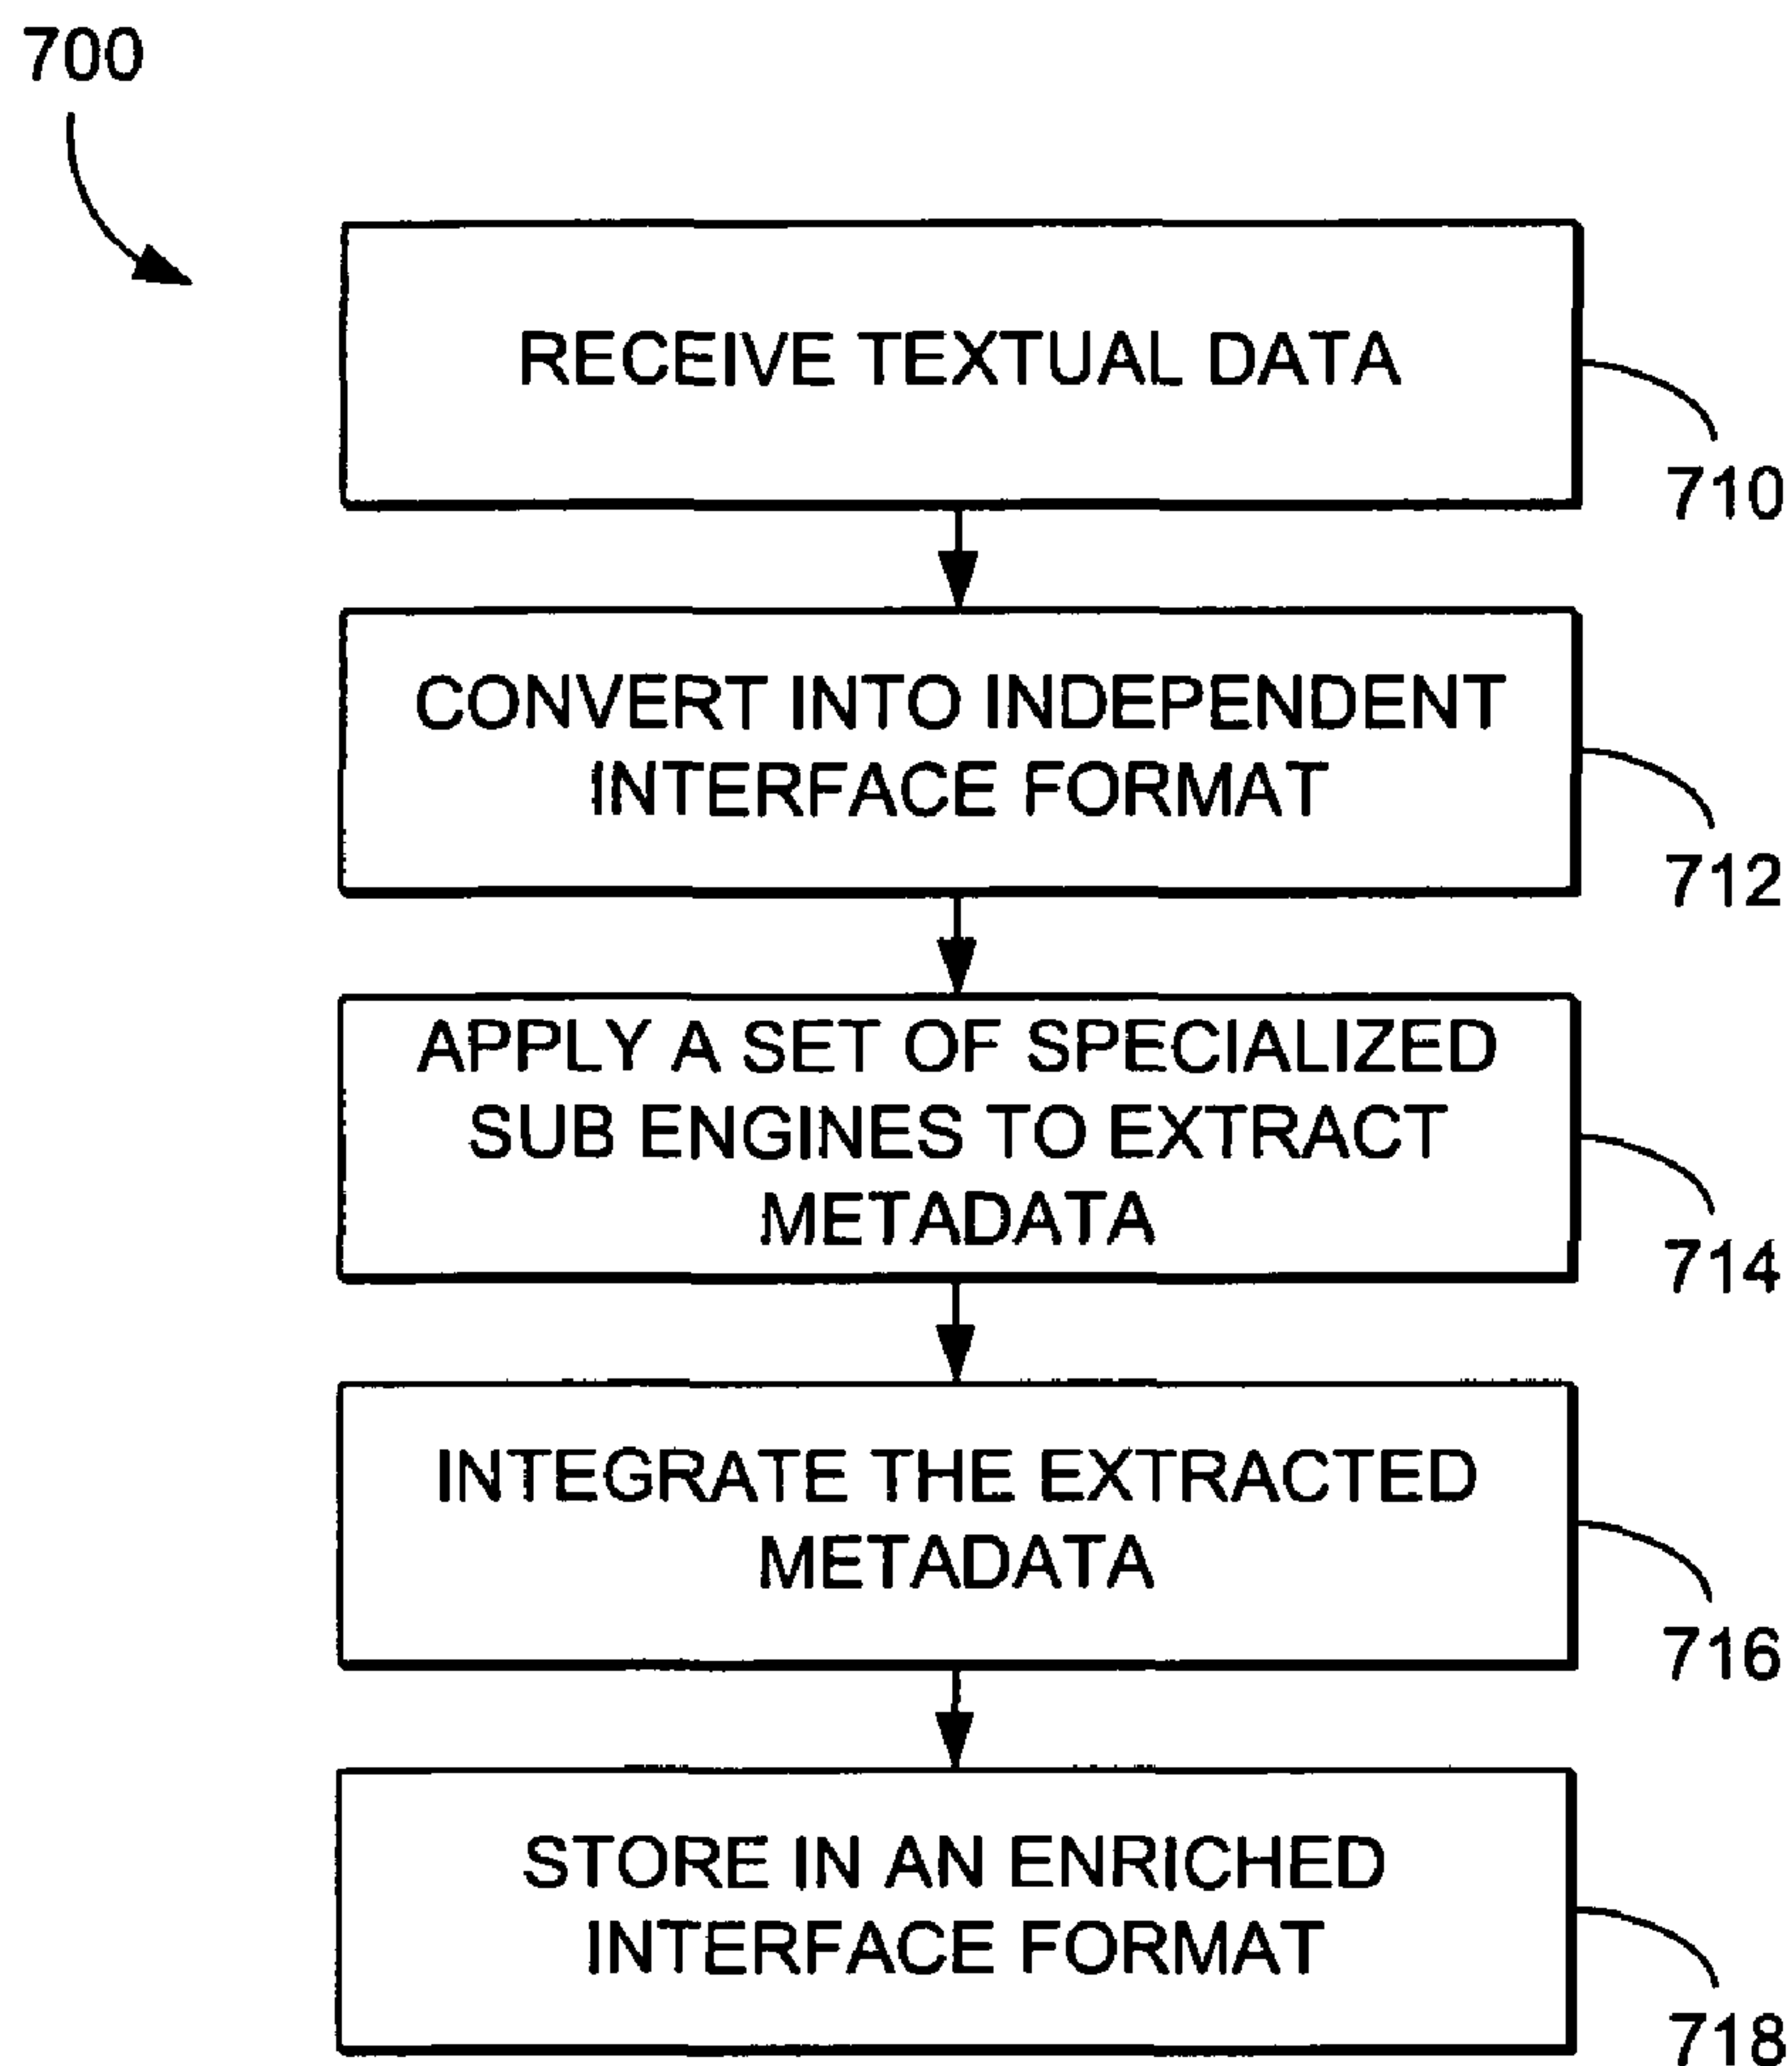 700
RECEIVE TEXTUAL DATA
710
CONVERT INTO INDEPENDENT
INTERFACE FORMAT
712
APPLY A SET OF SPECIALIZED
SUB ENGINES TO EXTRACT
METADATA
714
INTEGRATE THE EXTRACTED
METADATA
716
STORE IN AN ENRICHED
INTERFACE FORMAT
718